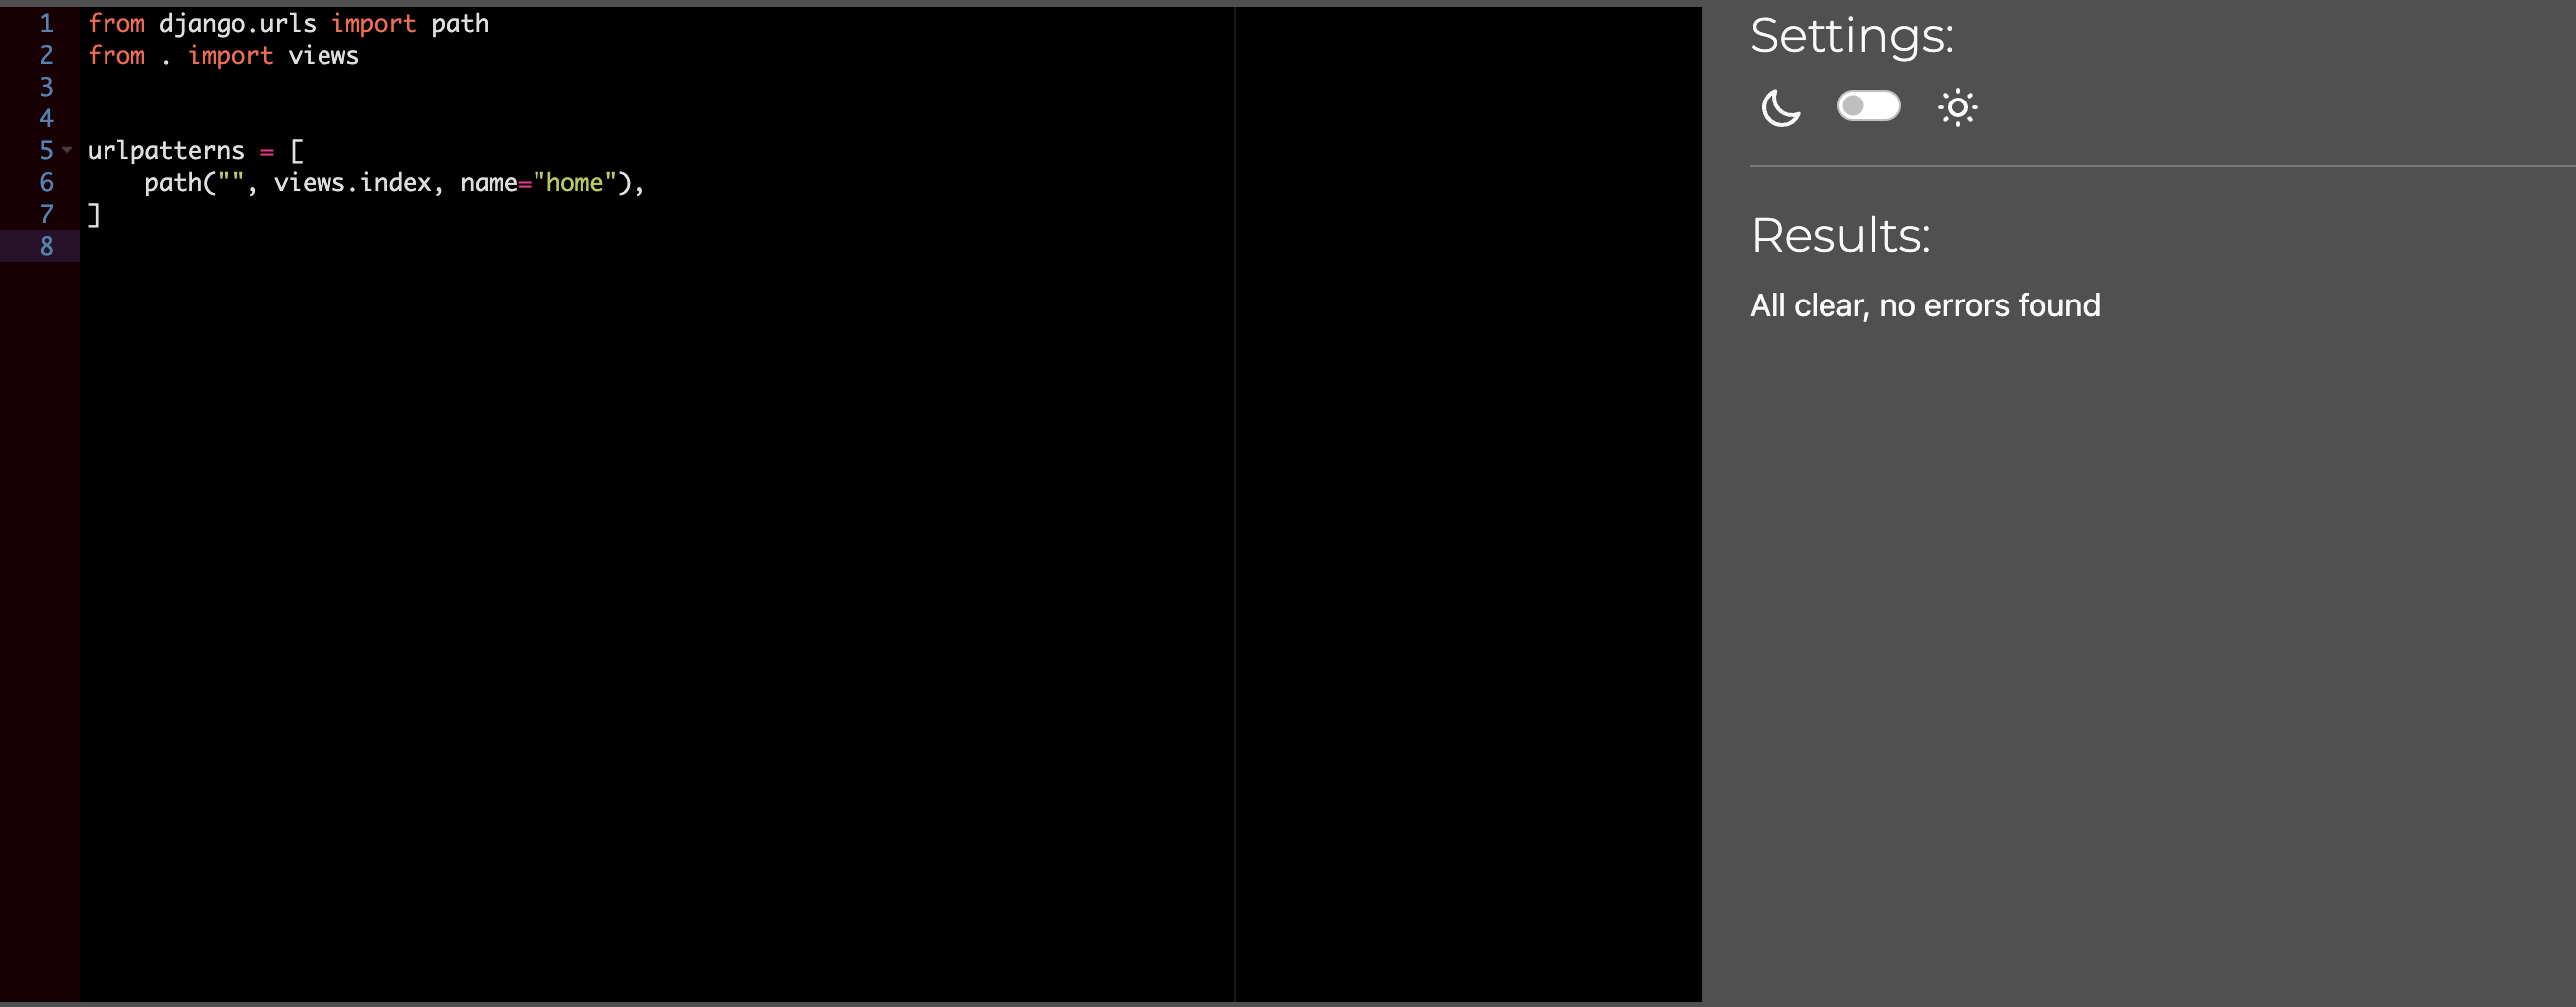 1 from django.urls import path
2 from . import views
3
4
5 urlpatterns = [
6     path("", views.index, name="home"),
7 ]
8
Settings:
Results:
All clear, no errors found